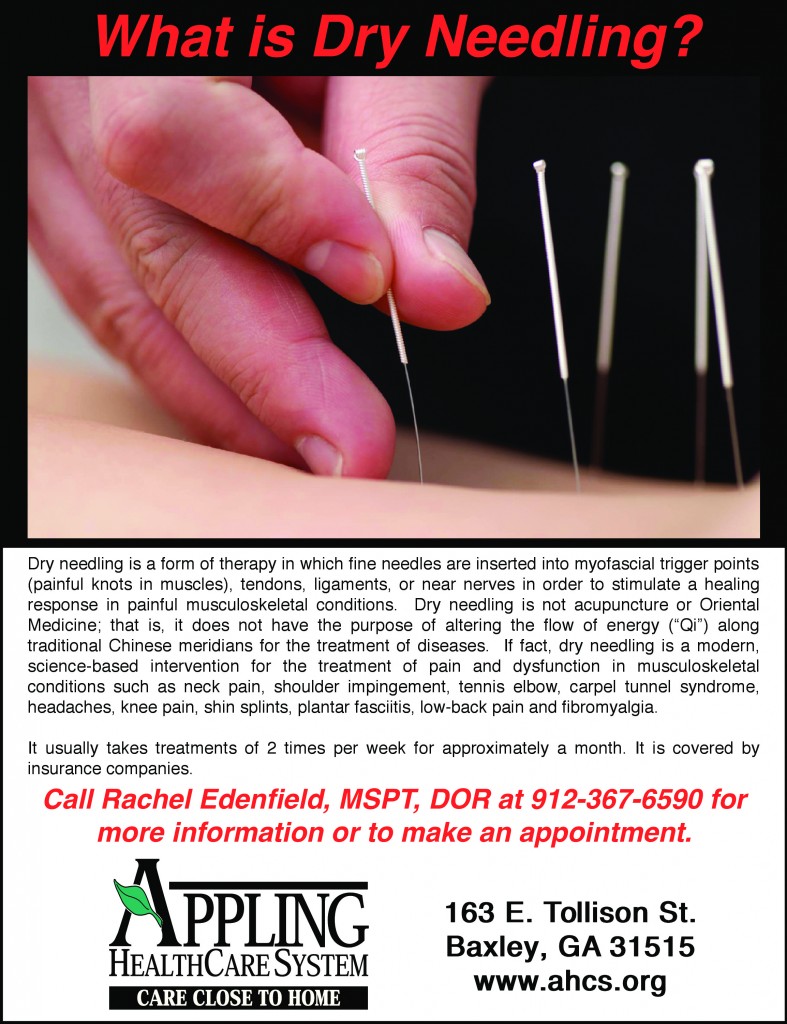 What is Dry Needling?
Dry needling is a form of therapy in which fine needles are inserted into myofascial trigger points
(painful knots in muscles), tendons, ligaments, or near nerves in order to stimulate a healing
response in painful musculoskeletal conditions.  Dry needling is not acupuncture or Oriental
Medicine; that is, it does not have the purpose of altering the flow of energy (“Qi”) along
traditional Chinese meridians for the treatment of diseases.  If fact, dry needling is a modern,
science-based intervention for the treatment of pain and dysfunction in musculoskeletal
conditions such as neck pain, shoulder impingement, tennis elbow, carpel tunnel syndrome,
headaches, knee pain, shin splints, plantar fasciitis, low-back pain and fibromyalgia.
It usually takes treatments of 2 times per week for approximately a month. It is covered by
insurance companies.
Call Rachel Edenfield, MSPT, DOR at 912-367-6590 for
more information or to make an appointment.
APPLING
HEALTHCARE SYSTEM
CARE CLOSE TO HOME
163 E. Tollison St.
Baxley, GA 31515
www.ahcs.org